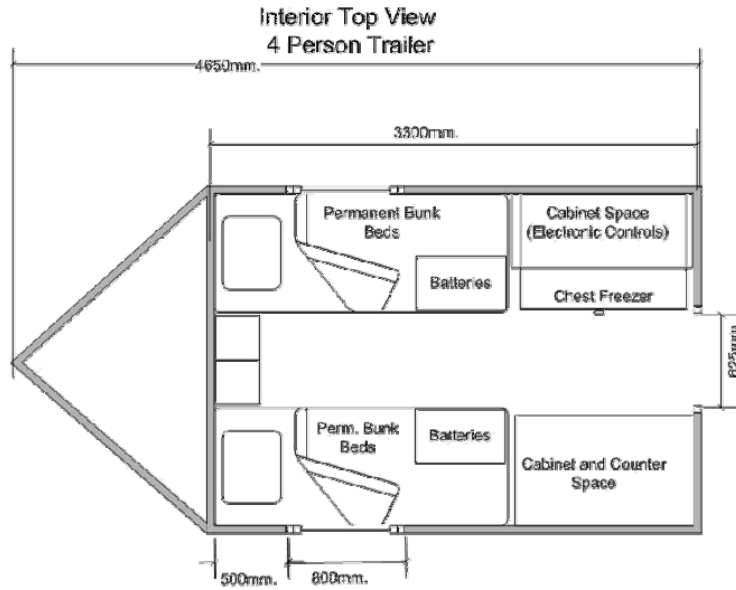 Interior Top View
4 Person Trailer
4650mm.
3300mm.
Permanent Bunk
Beds
Cabinet Space
(Electronic Controls)
Batteries
Chest Freezer
825mm.
Perm. Bunk
Beds
Batteries
Cabinet and Counter
Space
500mm.
800mm.